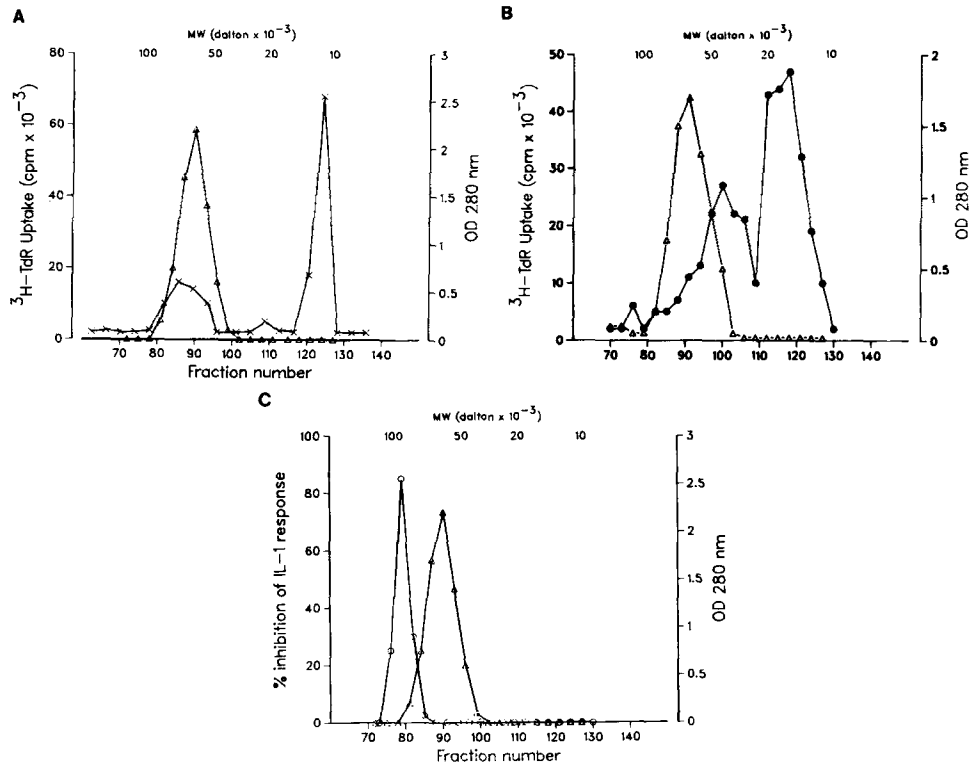 A
MW (dalton x 10⁻³)
100 50 20 10
80
60
40
20
0
³H-TdR Uptake (cpm x 10⁻³)
3
2.5
2
1.5
1
0.5
0
OD 280 nm
70 80 90 100 110 120 130 140
Fraction number
B
MW (dalton x 10⁻³)
100 50 20 10
50
40
30
20
10
0
³H-TdR Uptake (cpm x 10⁻³)
2
1.5
1
0.5
0
OD 280 nm
70 80 90 100 110 120 130 140
Fraction number
C
MW (dalton x 10⁻³)
100 50 20 10
100
80
60
40
20
0
% inhibition of IL-1 response
3
2.5
2
1.5
1
0.5
0
OD 280 nm
70 80 90 100 110 120 130 140
Fraction number